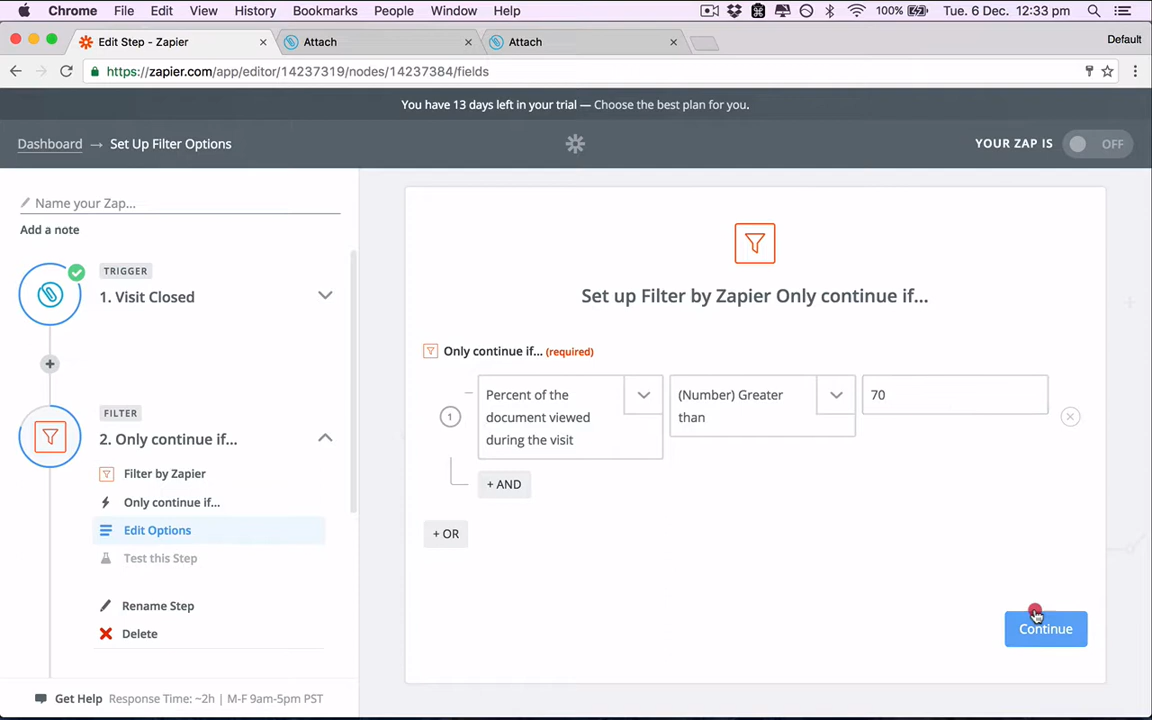 Chrome File Edit View History Bookmarks People Window Help 100% Tue. 6 Dec. 12:33 pm
Edit Step - Zapier Attach Attach Default
https://zapier.com/app/editor/14237319/nodes/14237384/fields
You have 13 days left in your trial — Choose the best plan for you.
Dashboard → Set Up Filter Options YOUR ZAP IS OFF
Name your Zap...
Add a note
TRIGGER
1. Visit Closed
FILTER
2. Only continue if...
Filter by Zapier
Only continue if...
Edit Options
Test this Step
Rename Step
Delete
Get Help Response Time: ~2h | M-F 9am-5pm PST
Set up Filter by Zapier Only continue if...
Only continue if... (required)
1
Percent of the
document viewed
during the visit
(Number) Greater
than
70
+ AND
+ OR
Continue